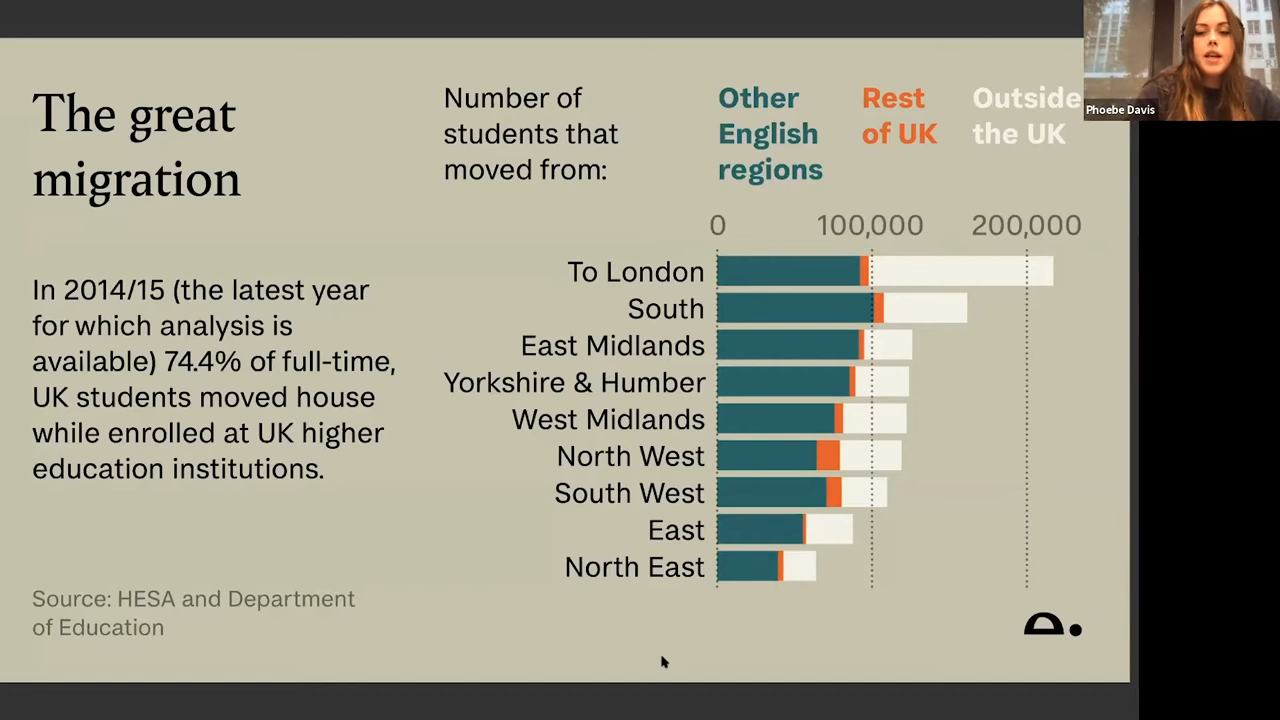 The great
migration
In 2014/15 (the latest year
for which analysis is
available) 74.4% of full-time,
UK students moved house
while enrolled at UK higher
education institutions.
Source: HESA and Department
of Education
Number of
students that
moved from:
Other
English
regions
Rest
of UK
Outside
the UK
0 100,000 200,000
To London
South
East Midlands
Yorkshire & Humber
West Midlands
North West
South West
East
North East
Phoebe Davis